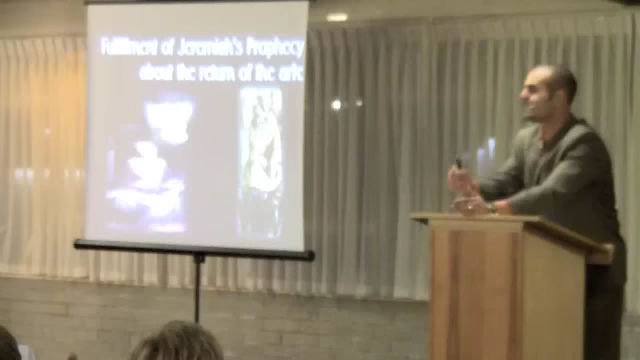 Fulfillment of Jeremiah's Prophecy
about the return of the ark